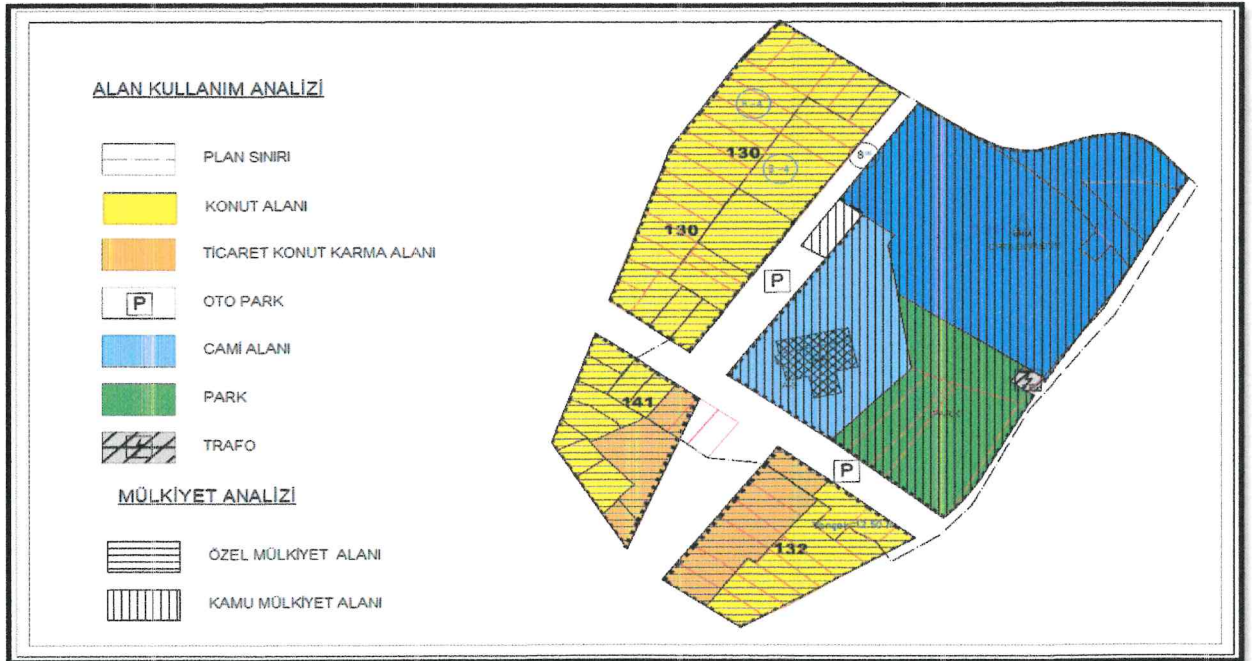 ALAN KULLANIM ANALİZİ
PLAN SINIRI
KONUT ALANI
TİCARET KONUT KARMA ALANI
P
OTO PARK
CAMİ ALANI
PARK
TRAFO
MÜLKİYET ANALİZİ
ÖZEL MÜLKİYET ALANI
KAMU MÜLKİYET ALANI
130
130
P
141
PARK
P
132